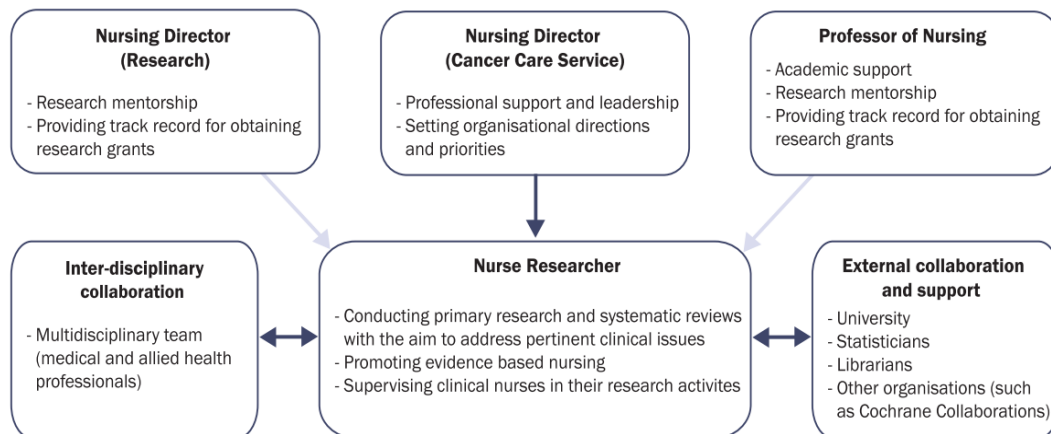 Nursing Director
(Research)
- Research mentorship
- Providing track record for obtaining
research grants
Nursing Director
(Cancer Care Service)
- Professional support and leadership
- Setting organisational directions
and priorities
Professor of Nursing
- Academic support
- Research mentorship
- Providing track record for obtaining
research grants
Inter-disciplinary
collaboration
- Multidisciplinary team
(medical and allied health
professionals)
Nurse Researcher
- Conducting primary research and systematic reviews
with the aim to address pertinent clinical issues
- Promoting evidence based nursing
- Supervising clinical nurses in their research activites
External collaboration
and support
- University
- Statisticians
- Librarians
- Other organisations (such
as Cochrane Collaborations)